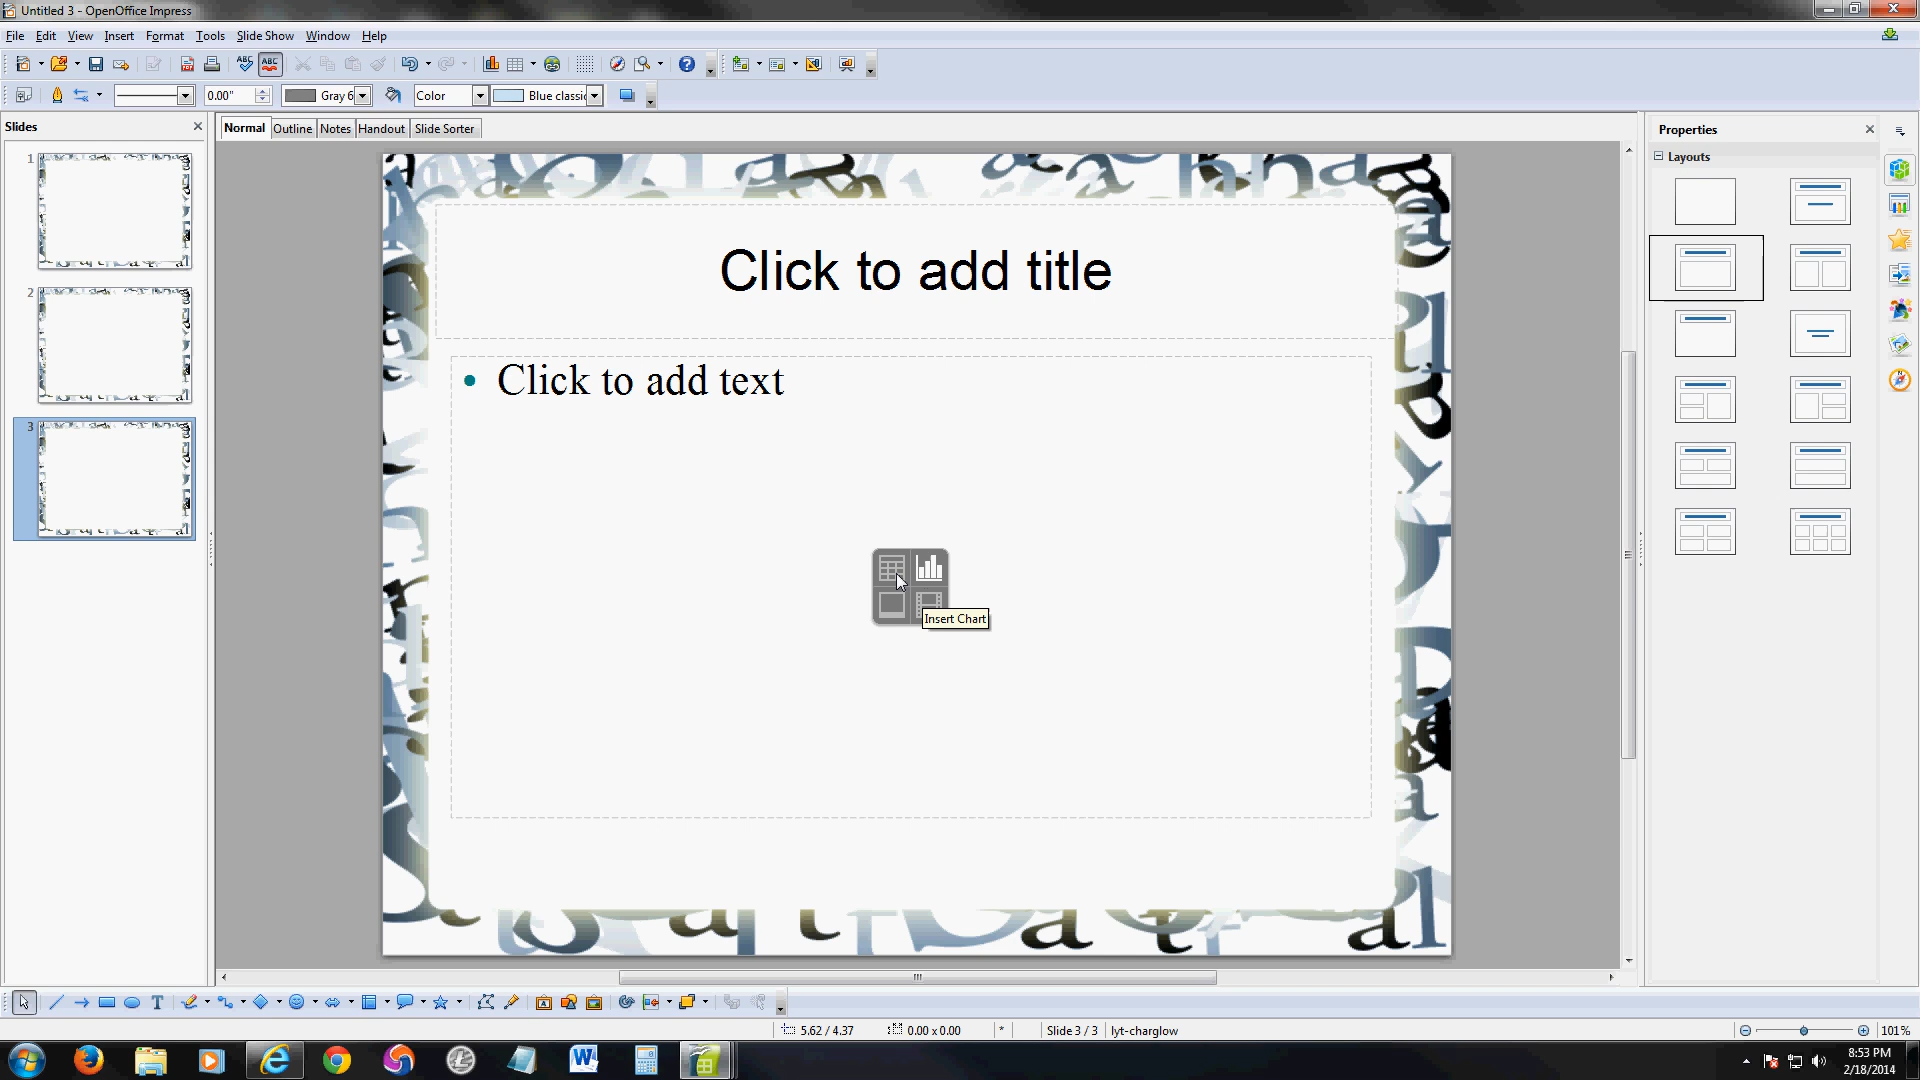 Untitled 3 - OpenOffice Impress
File Edit View Insert Format Tools Slide Show Window Help
0.00" Gray 6 Color Blue classic
Slides
Normal Outline Notes Handout Slide Sorter
Properties
Layouts
1
2
3
Click to add title
• Click to add text
Insert Chart
5.62 / 4.37 0.00 x 0.00 * Slide 3 / 3 lyt-charglow 101%
8:53 PM
2/18/2014